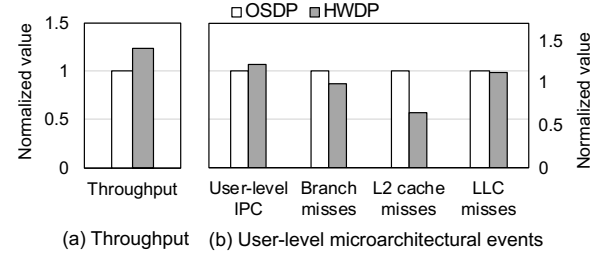 OSDP HWDP
Normalized value
1.5
1
0.5
0
Throughput
(a) Throughput
1.5
1
0.5
0
Normalized value
User-level IPC
Branch misses
L2 cache misses
LLC misses
(b) User-level microarchitectural events